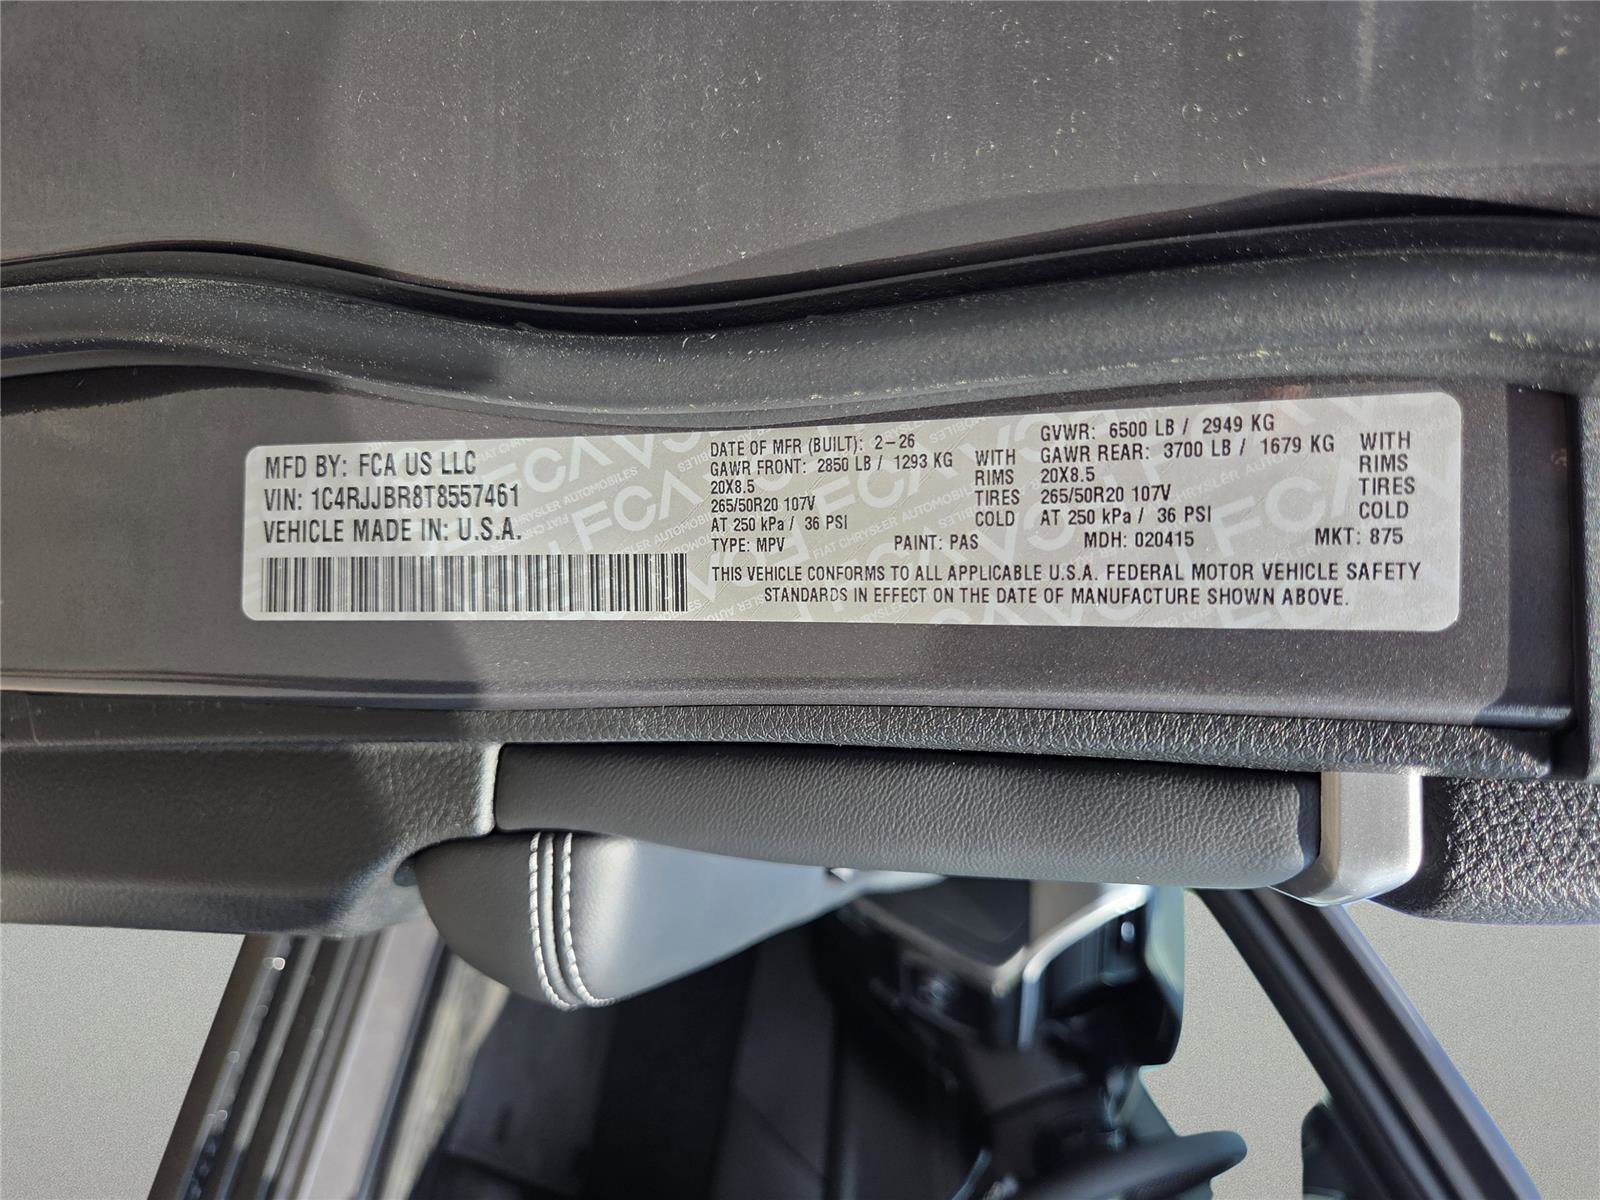 MFD BY: FCA US LLC
VIN: 1C4RJJBR8T8557461
VEHICLE MADE IN: U.S.A.
DATE OF MFR (BUILT): 2-26
GAWR FRONT: 2850 LB / 1293 KG WITH
20X8.5 RIMS
265/50R20 107V TIRES
AT 250 kPa / 36 PSI COLD
GVWR: 6500 LB / 2949 KG
GAWR REAR: 3700 LB / 1679 KG WITH
20X8.5 RIMS
265/50R20 107V TIRES
AT 250 kPa / 36 PSI COLD
TYPE: MPV PAINT: PAS MDH: 020415 MKT: 875
THIS VEHICLE CONFORMS TO ALL APPLICABLE U.S.A. FEDERAL MOTOR VEHICLE SAFETY
STANDARDS IN EFFECT ON THE DATE OF MANUFACTURE SHOWN ABOVE.